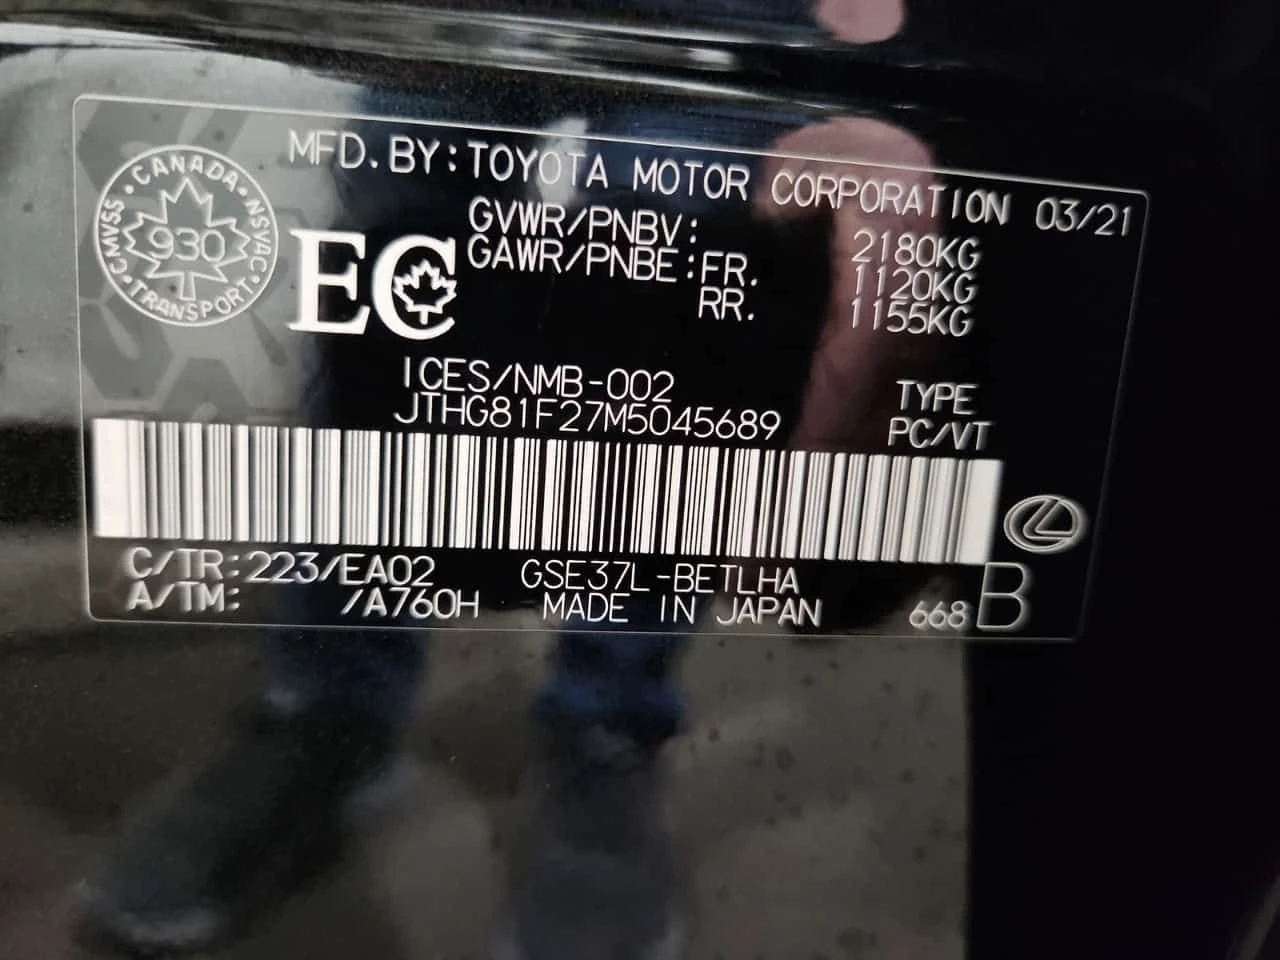 CANADA · NSVAC · TRANSPORT · CMVSS ·
930
EC
MFD. BY: TOYOTA MOTOR CORPORATION 03/21
GVWR/PNBV: 2180KG
GAWR/PNBE: FR. 1120KG
RR. 1155KG
ICES/NMB-002
TYPE
JTHG81F27M5045689
PC/VT
C/TR: 223/EA02
GSE37L-BETLHA
A/TM: /A760H
MADE IN JAPAN
668 B